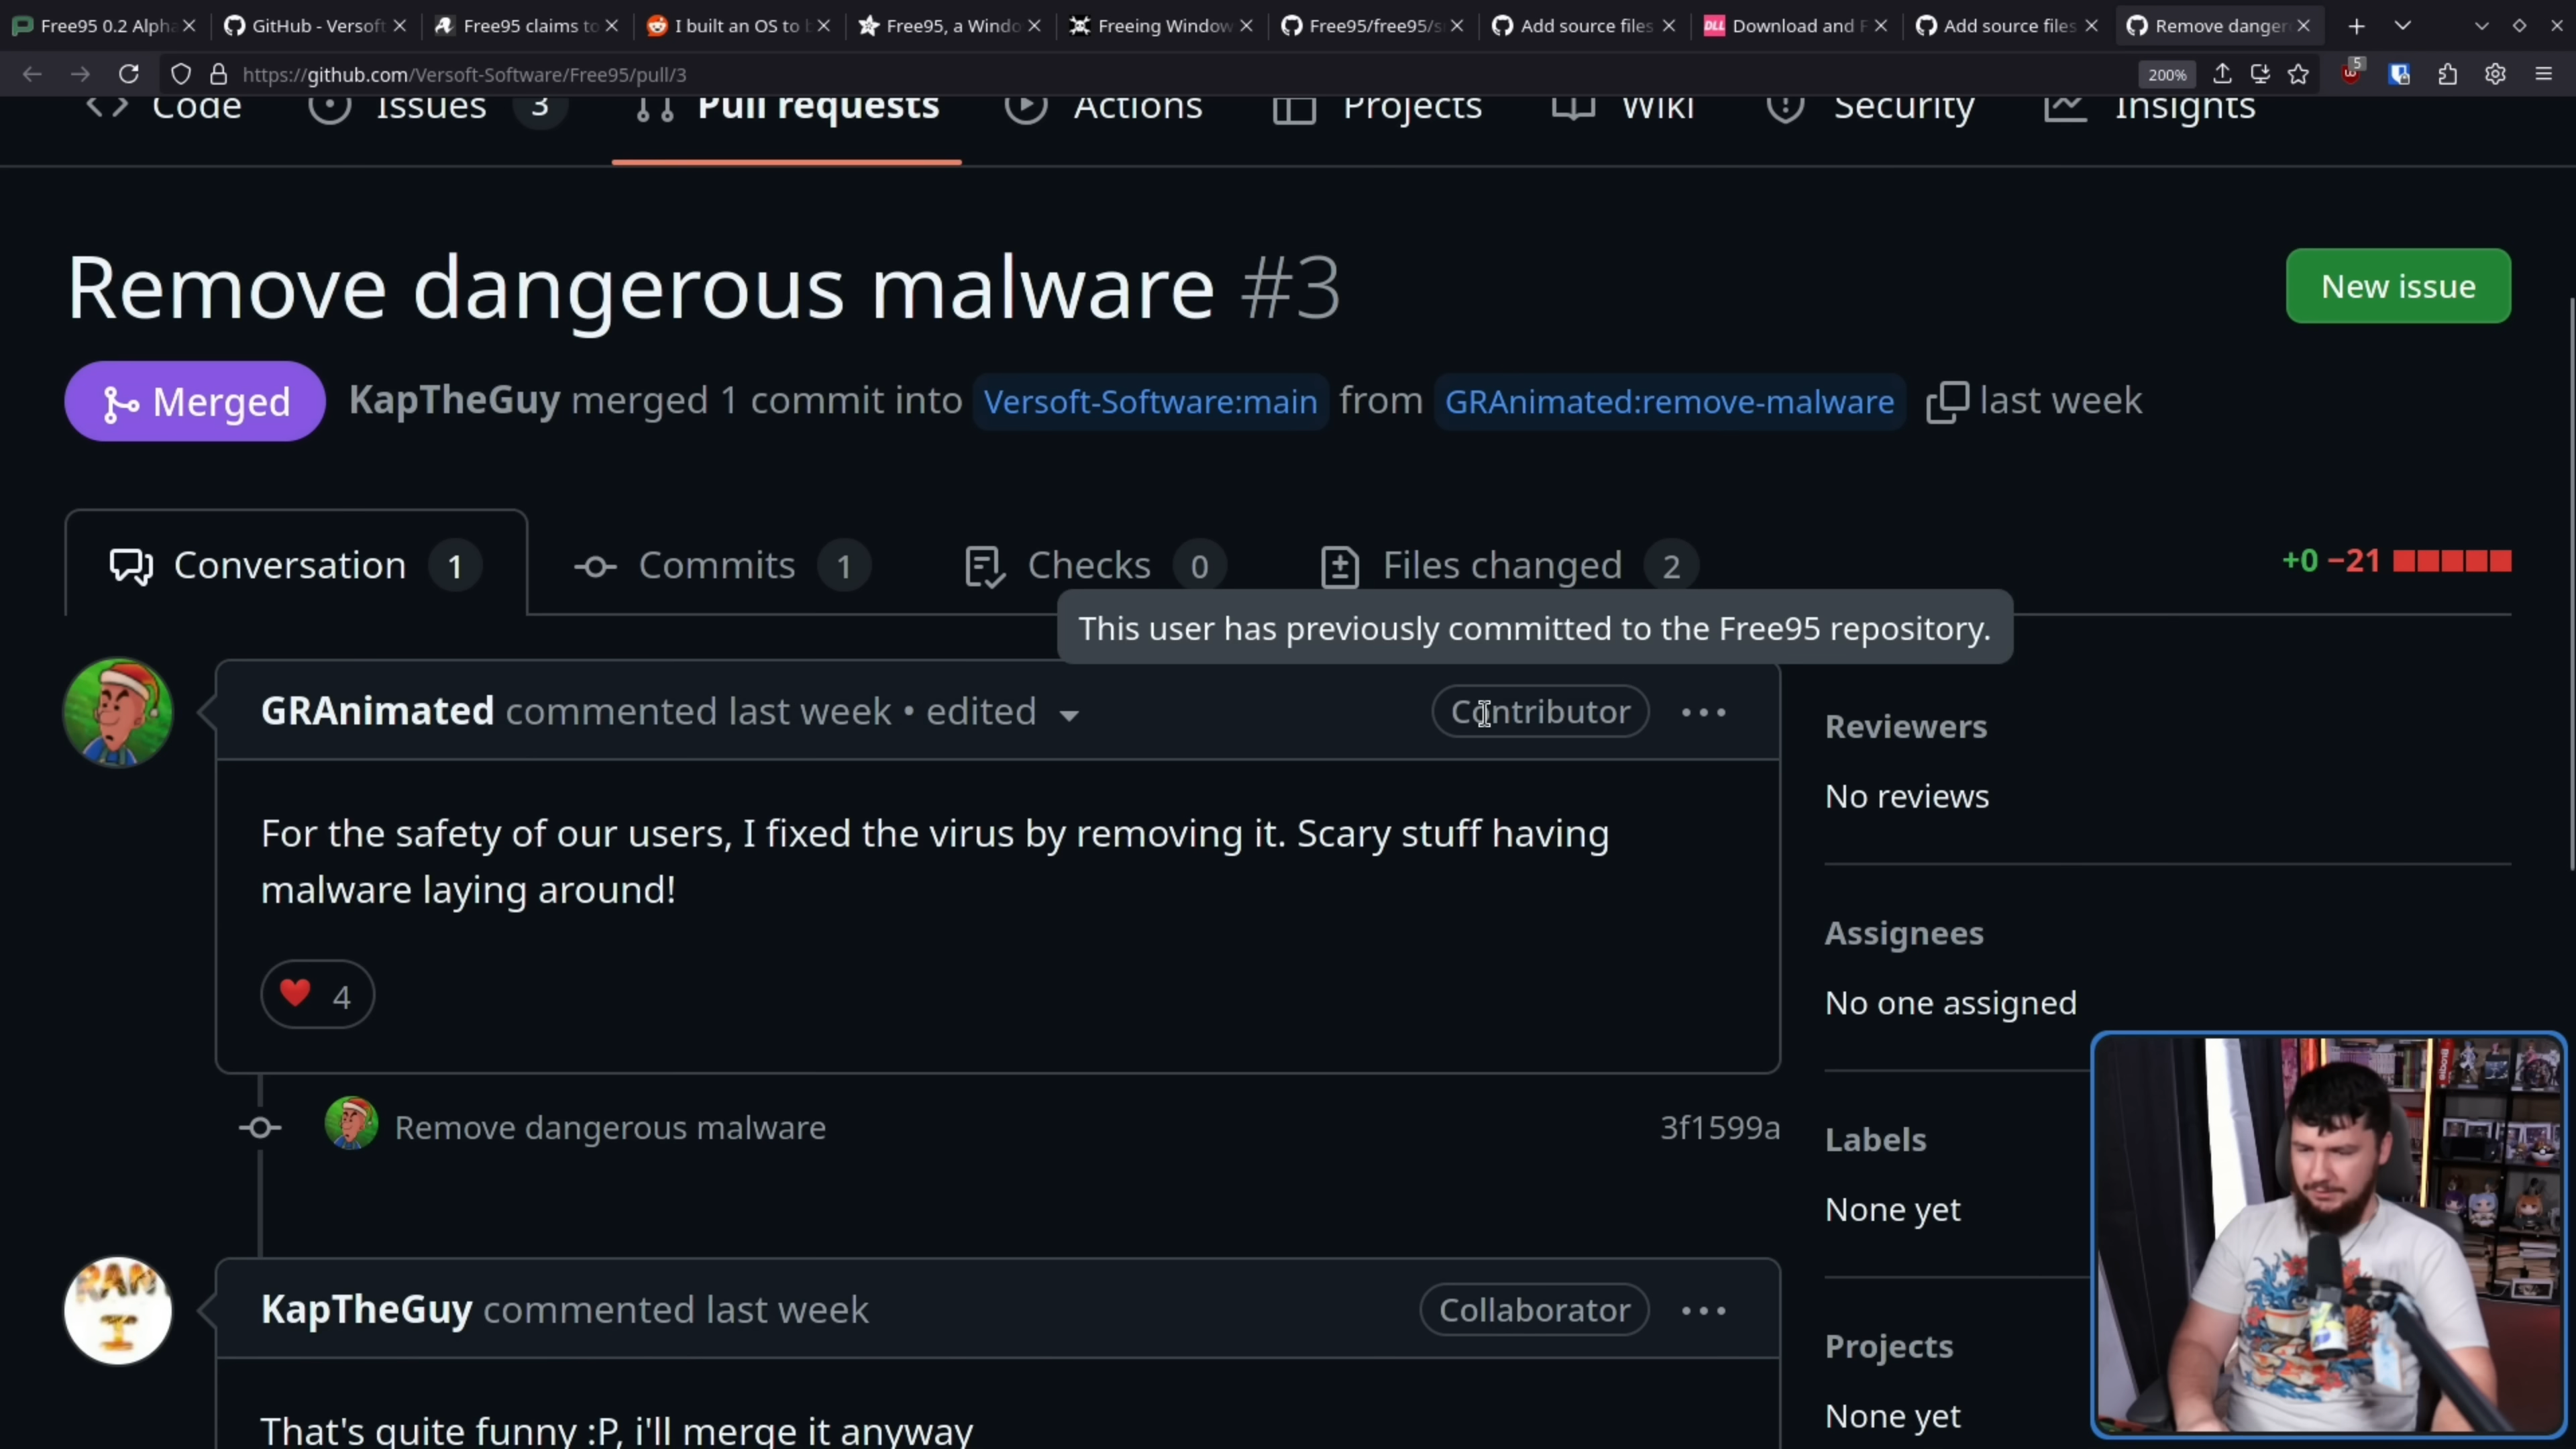 Free95 0.2 Alpha
GitHub - Versoft
Free95 claims to
I built an OS to b
Free95, a Windo
Freeing Window
Free95/free95/s
Add source files
DLL Download and F
Add source files
Remove danger
https://github.com/Versoft-Software/Free95/pull/3
200%
5
Code Issues 3 Pull requests Actions Projects Wiki Security Insights
Remove dangerous malware #3
New issue
Merged KapTheGuy merged 1 commit into Versoft-Software:main from GRAnimated:remove-malware last week
Conversation 1 Commits 1 Checks 0 Files changed 2 +0 −21
This user has previously committed to the Free95 repository.
GRAnimated commented last week • edited Contributor
For the safety of our users, I fixed the virus by removing it. Scary stuff having
malware laying around!
4
Remove dangerous malware 3f1599a
KapTheGuy commented last week Collaborator
That's quite funny :P, i'll merge it anyway
Reviewers
No reviews
Assignees
No one assigned
Labels
None yet
Projects
None yet